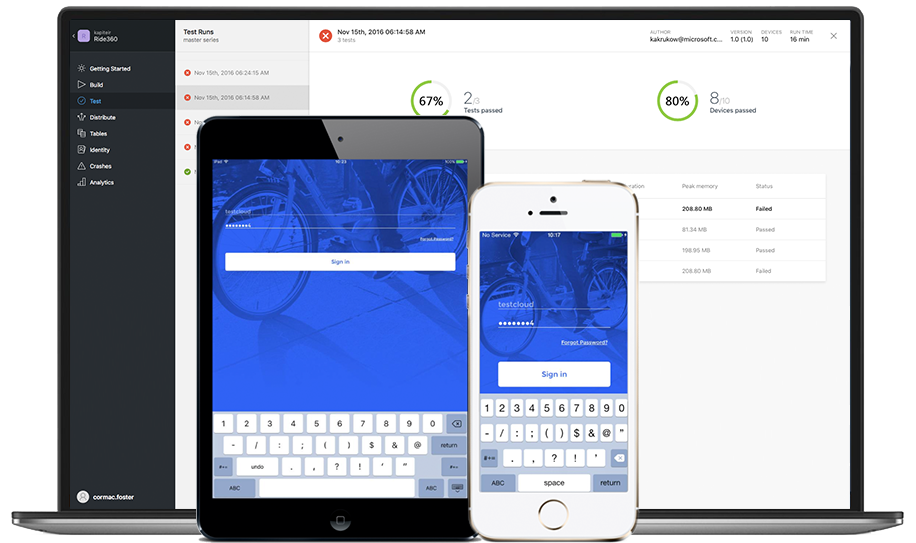 kapitair
Ride360
Getting Started
Build
Test
Distribute
Tables
Identity
Crashes
Analytics
cormac.foster
Test Runs
master series
Nov 15th, 2016 06:24:15 AM
Nov 15th, 2016 06:14:58 AM
Nov 15th, 2016 06:14:58 AM
3 tests
AUTHOR
kakrukow@microsoft.c...
VERSION
1.0 (1.0)
DEVICES
10
RUN TIME
16 min
67%
2/3
Tests passed
80%
8/10
Devices passed
Peak memory
Status
208.80 MB
Failed
81.34 MB
Passed
198.95 MB
Passed
208.80 MB
Failed
iPad
10:23
testcloud
●●●●●●●4
Forgot Password?
Sign in
1 2 3 4 5 6 7 8 9 0
- / : ; ( ) $ & @ return
#+= undo . , ? ! ' " #+=
ABC ABC
No Service
10:17
testcloud
●●●●●●●4
Forgot Password?
Sign in
1 2 3 4 5 6 7 8 9 0
- / : ; ( ) $ & @ "
#+= . , ? ! '
ABC space return